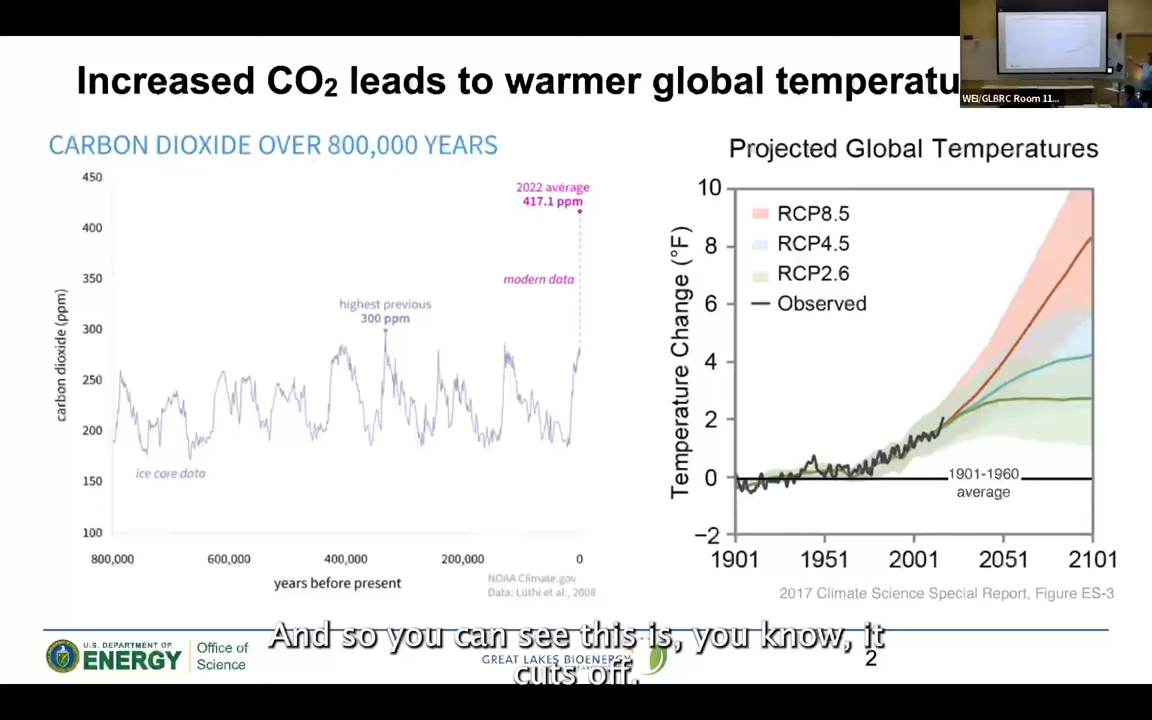 Increased CO₂ leads to warmer global temperatu
WEI/GLBRC Room 11...
CARBON DIOXIDE OVER 800,000 YEARS
450
400
350
300
250
200
150
100
carbon dioxide (ppm)
2022 average
417.1 ppm
modern data
highest previous
300 ppm
ice core data
800,000
600,000
400,000
200,000
0
years before present
NOAA Climate.gov
Data: Lüthi et al., 2008
Projected Global Temperatures
10
8
6
4
2
0
−2
Temperature Change (°F)
RCP8.5
RCP4.5
RCP2.6
Observed
1901-1960
average
1901
1951
2001
2051
2101
2017 Climate Science Special Report, Figure ES-3
And so you can see this is, you know, it
cuts off.
U.S. DEPARTMENT OF
ENERGY
Office of
Science
GREAT LAKES BIOENERGY
2